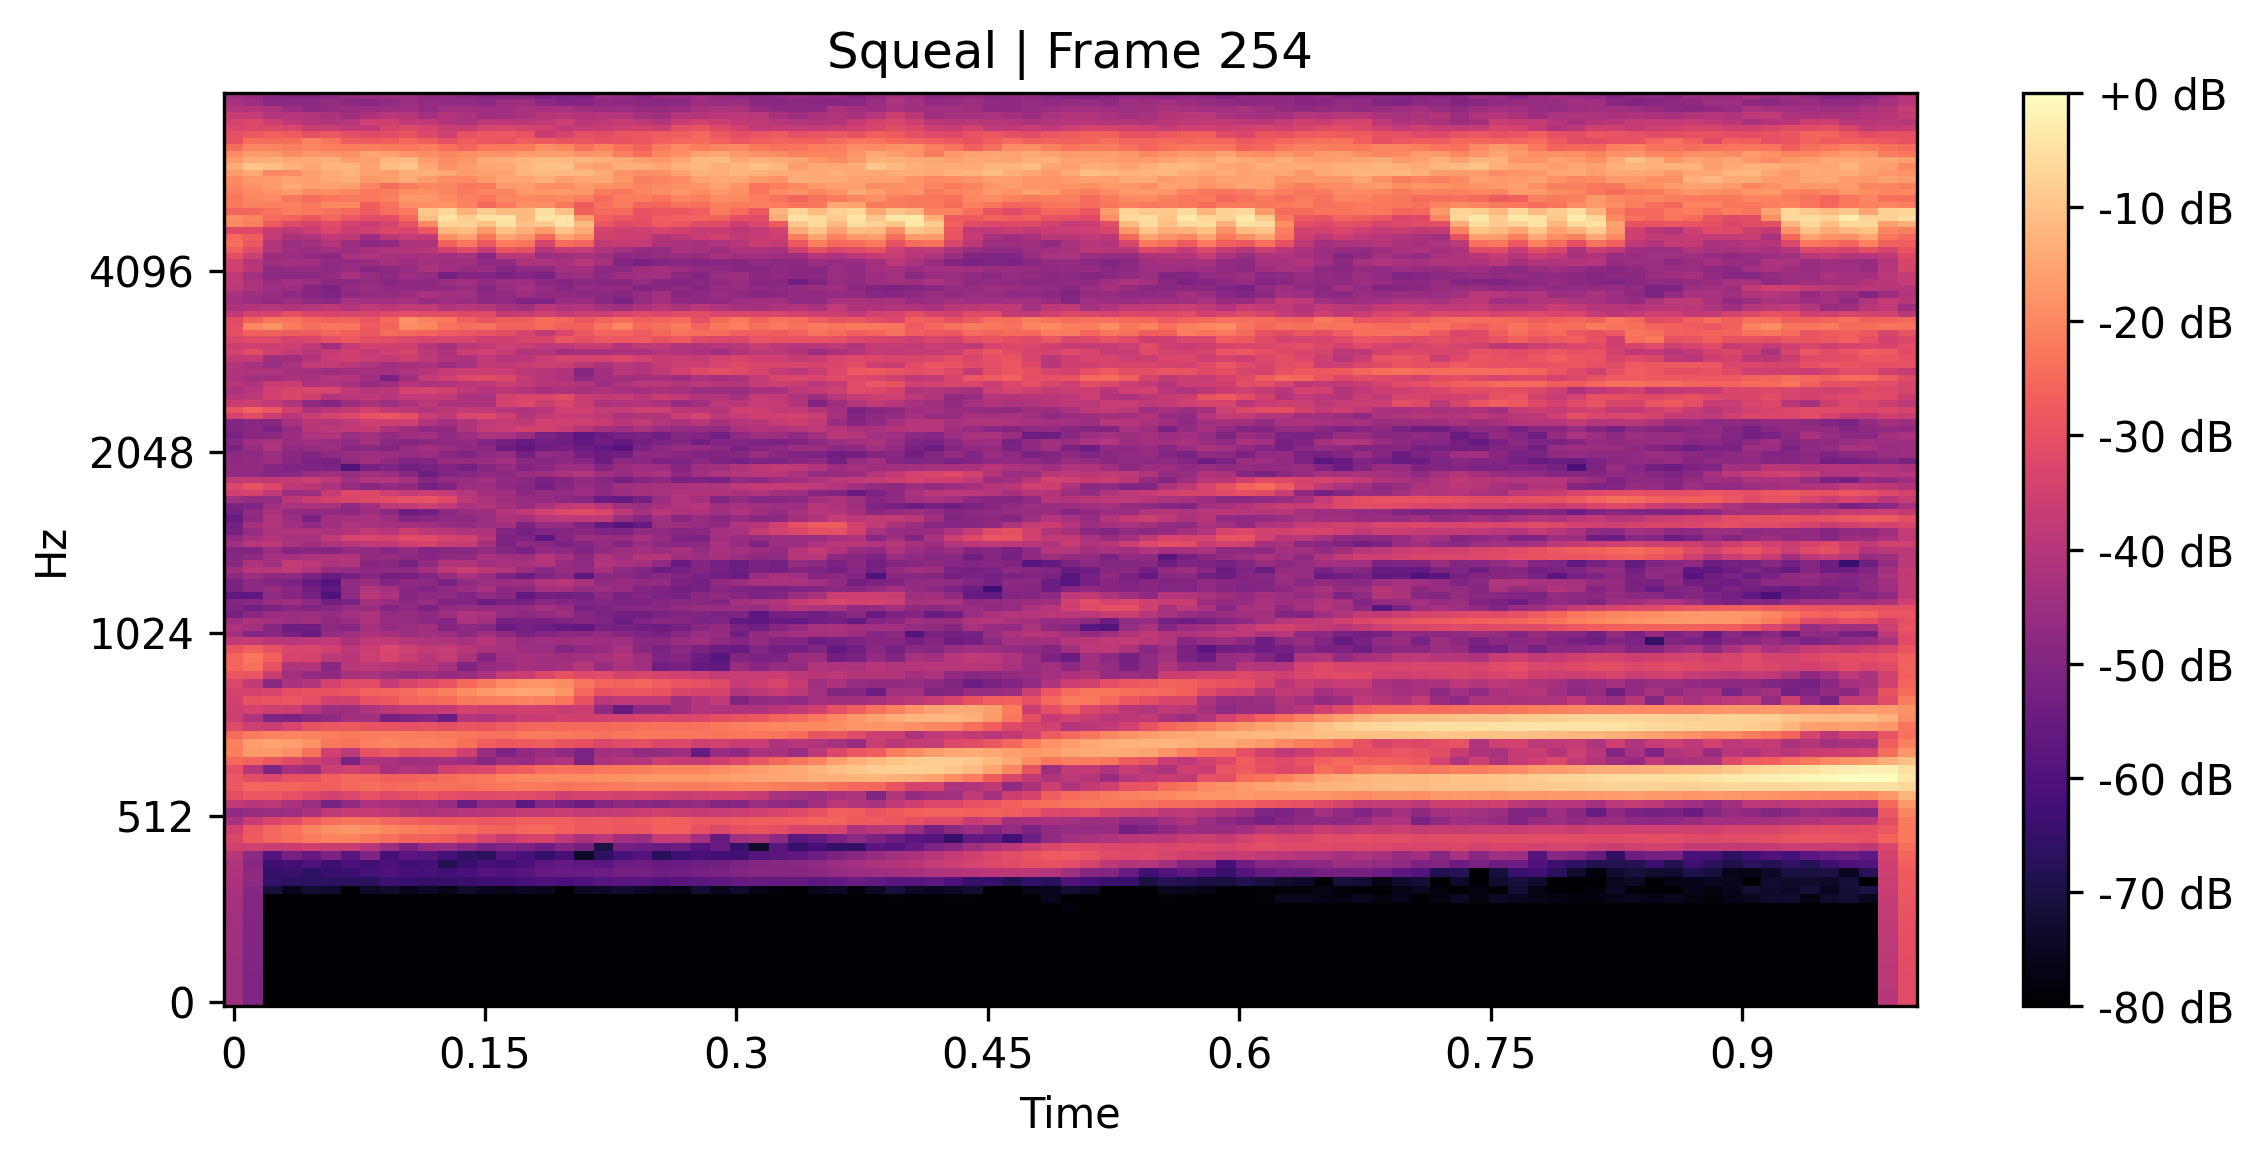 Squeal | Frame 254
+0 dB
-10 dB
4096
-20 dB
-30 dB
2048
-40 dB
Hz
1024
-50 dB
-60 dB
512
-70 dB
0
-80 dB
0 0.15 0.3 0.45 0.6 0.75 0.9
Time